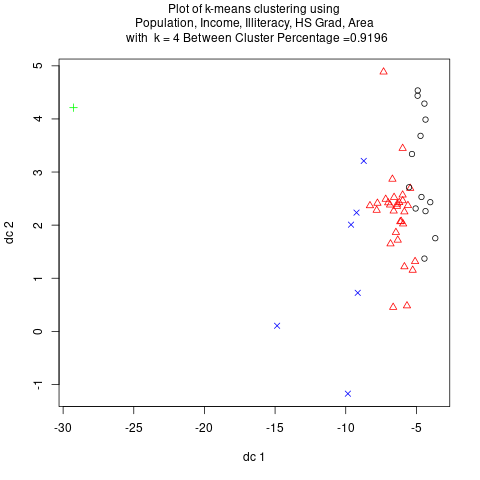 Plot of k-means clustering using
Population, Income, Illiteracy, HS Grad, Area
with k = 4 Between Cluster Percentage =0.9196
5
4
3
2
1
0
-1
dc 2
-30
-25
-20
-15
-10
-5
dc 1